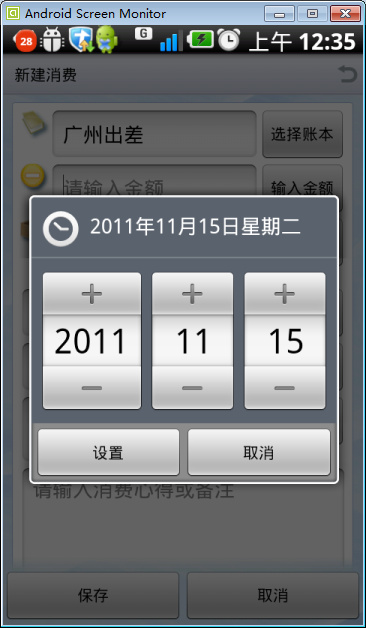 Android Screen Monitor
28 G 上午 12:35
新建消费
广州出差 选择账本
请输入金额 输入金额
2011年11月15日星期二
+ + +
2011 11 15
— — —
设置 取消
请输入消费心得或备注
保存 取消